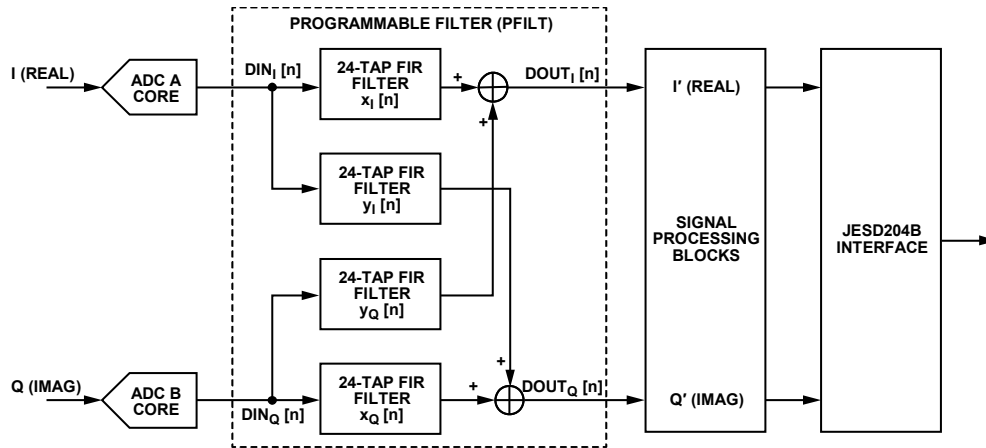 PROGRAMMABLE FILTER (PFILT)
I (REAL)
ADC A
CORE
DIN_I [n]
24-TAP FIR
FILTER
x_I [n]
+
+
DOUT_I [n]
I′ (REAL)
24-TAP FIR
FILTER
y_I [n]
SIGNAL
PROCESSING
BLOCKS
JESD204B
INTERFACE
24-TAP FIR
FILTER
y_Q [n]
Q (IMAG)
ADC B
CORE
DIN_Q [n]
24-TAP FIR
FILTER
x_Q [n]
+
+
DOUT_Q [n]
Q′ (IMAG)